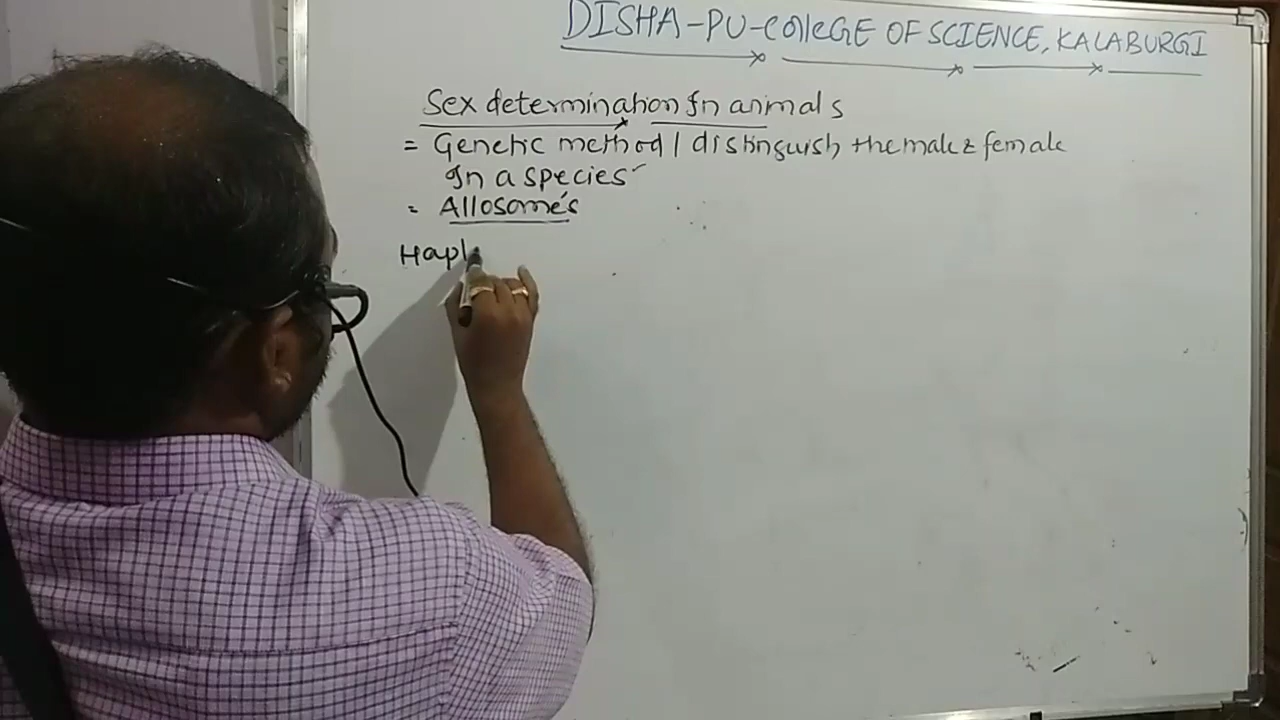 DISHA-PU-COllEGE OF SCIENCE, KALABURGI
Sex determination In animals
= Genetic method / distinguish the male & female
In a species
= Allosome's
Hapl